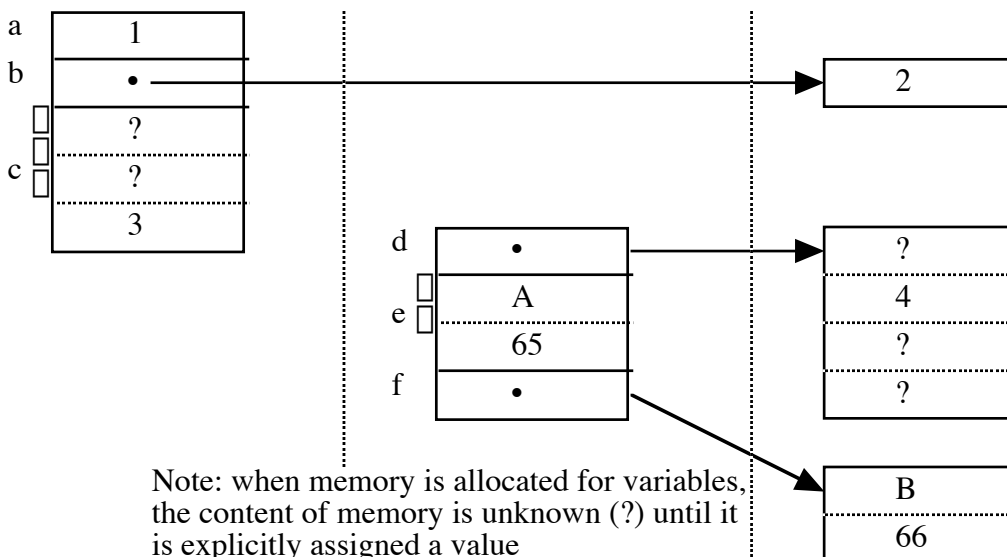 a
1
b
•
2
?
c
?
3
d
•
?
A
4
e
65
?
f
•
?
Note: when memory is allocated for variables,
the content of memory is unknown (?) until it
is explicitly assigned a value
B
66